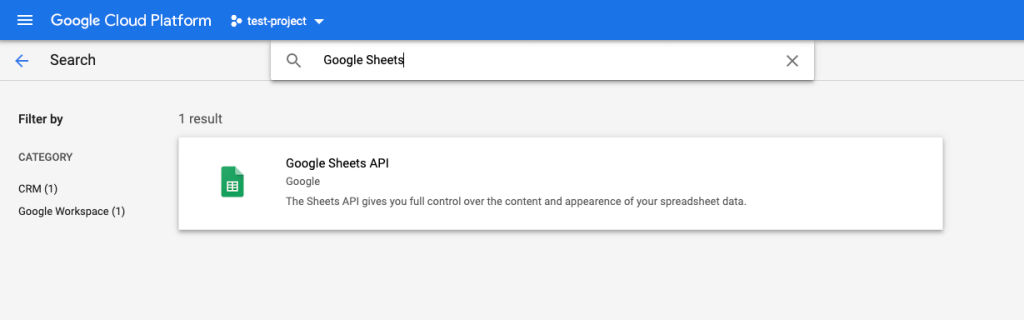 Google Cloud Platform test-project
Search
Google Sheets
Filter by
CATEGORY
CRM (1)
Google Workspace (1)
1 result
Google Sheets API
Google
The Sheets API gives you full control over the content and appearence of your spreadsheet data.